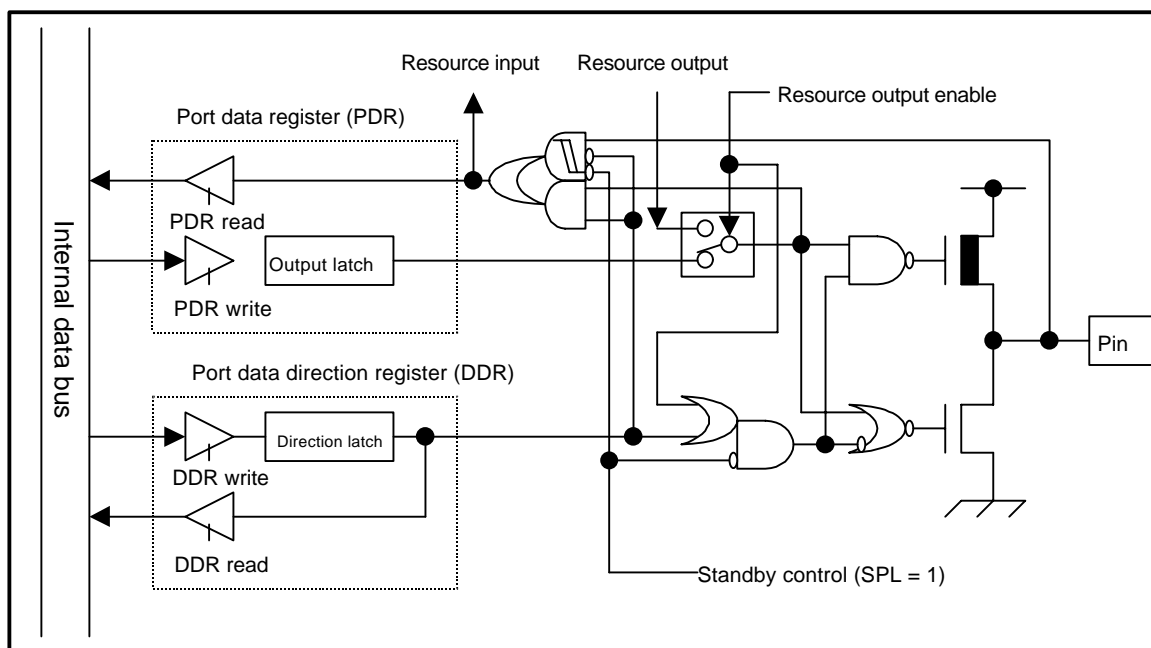 Resource input
Resource output
Resource output enable
Port data register (PDR)
PDR read
Output latch
PDR write
Internal data bus
Pin
Port data direction register (DDR)
Direction latch
DDR write
DDR read
Standby control (SPL = 1)